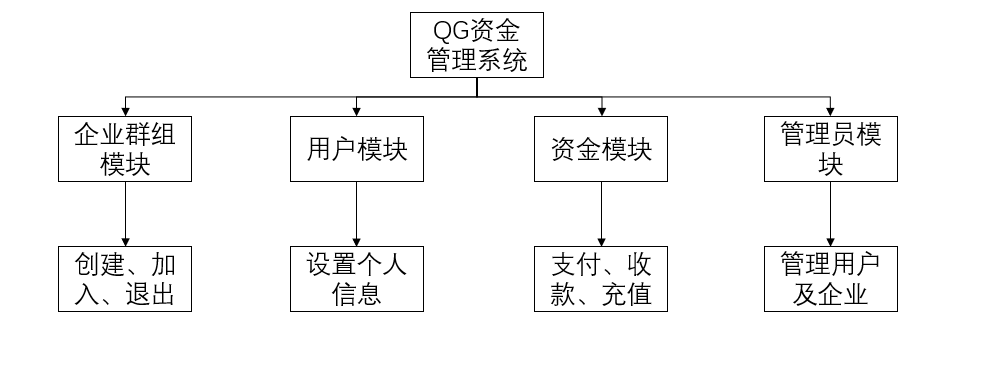 QG资金
管理系统
企业群组
模块
用户模块
资金模块
管理员模
块
创建、加
入、退出
设置个人
信息
支付、收
款、充值
管理用户
及企业